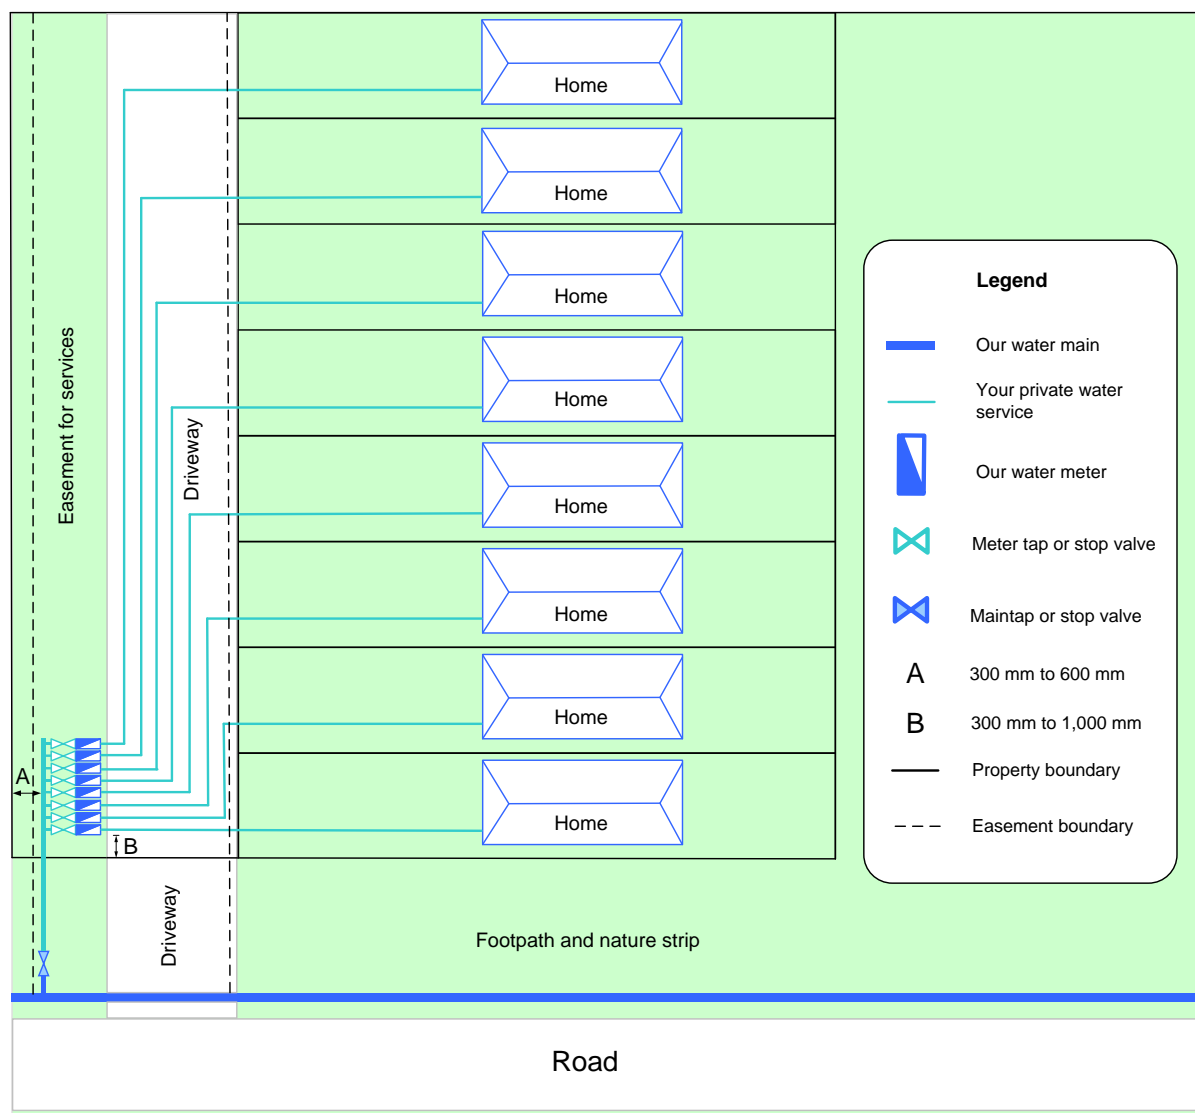 Home
Home
Home
Home
Home
Home
Home
Home
Easement for services
Driveway
A
B
Driveway
Footpath and nature strip
Road
Legend
Our water main
Your private water
service
Our water meter
Meter tap or stop valve
Maintap or stop valve
A 300 mm to 600 mm
B 300 mm to 1,000 mm
Property boundary
Easement boundary